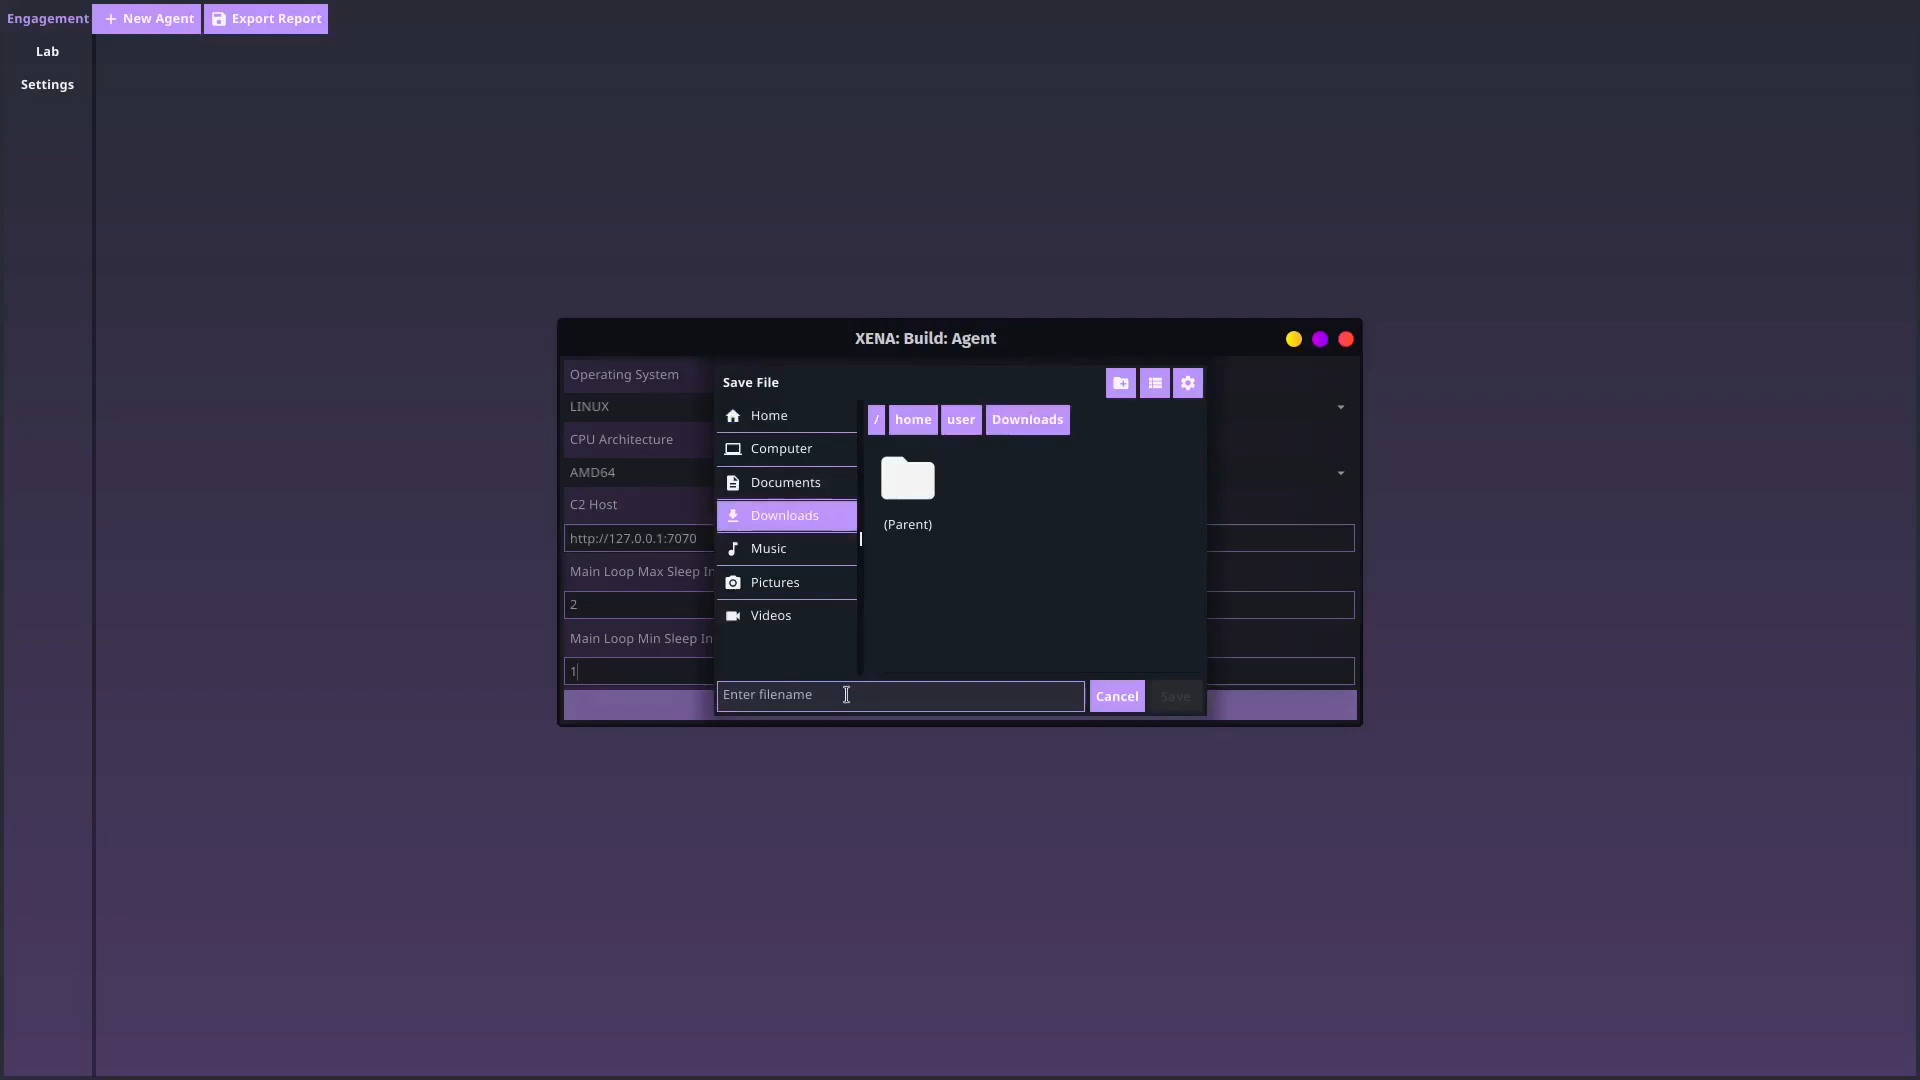 Engagement
New Agent
Export Report
Lab
Settings
XENA: Build: Agent
Operating System
LINUX
CPU Architecture
AMD64
C2 Host
http://127.0.0.1:7070
Main Loop Max Sleep In
2
Main Loop Min Sleep In
1
Save File
Home
Computer
Documents
Downloads
Music
Pictures
Videos
/ home user Downloads
(Parent)
Enter filename
Cancel
Save